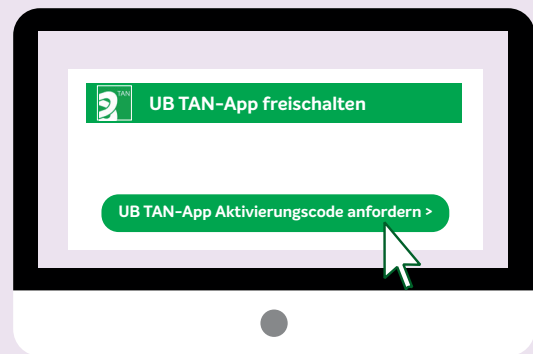 TAN
UB TAN-App freischalten
UB TAN-App Aktivierungscode anfordern >